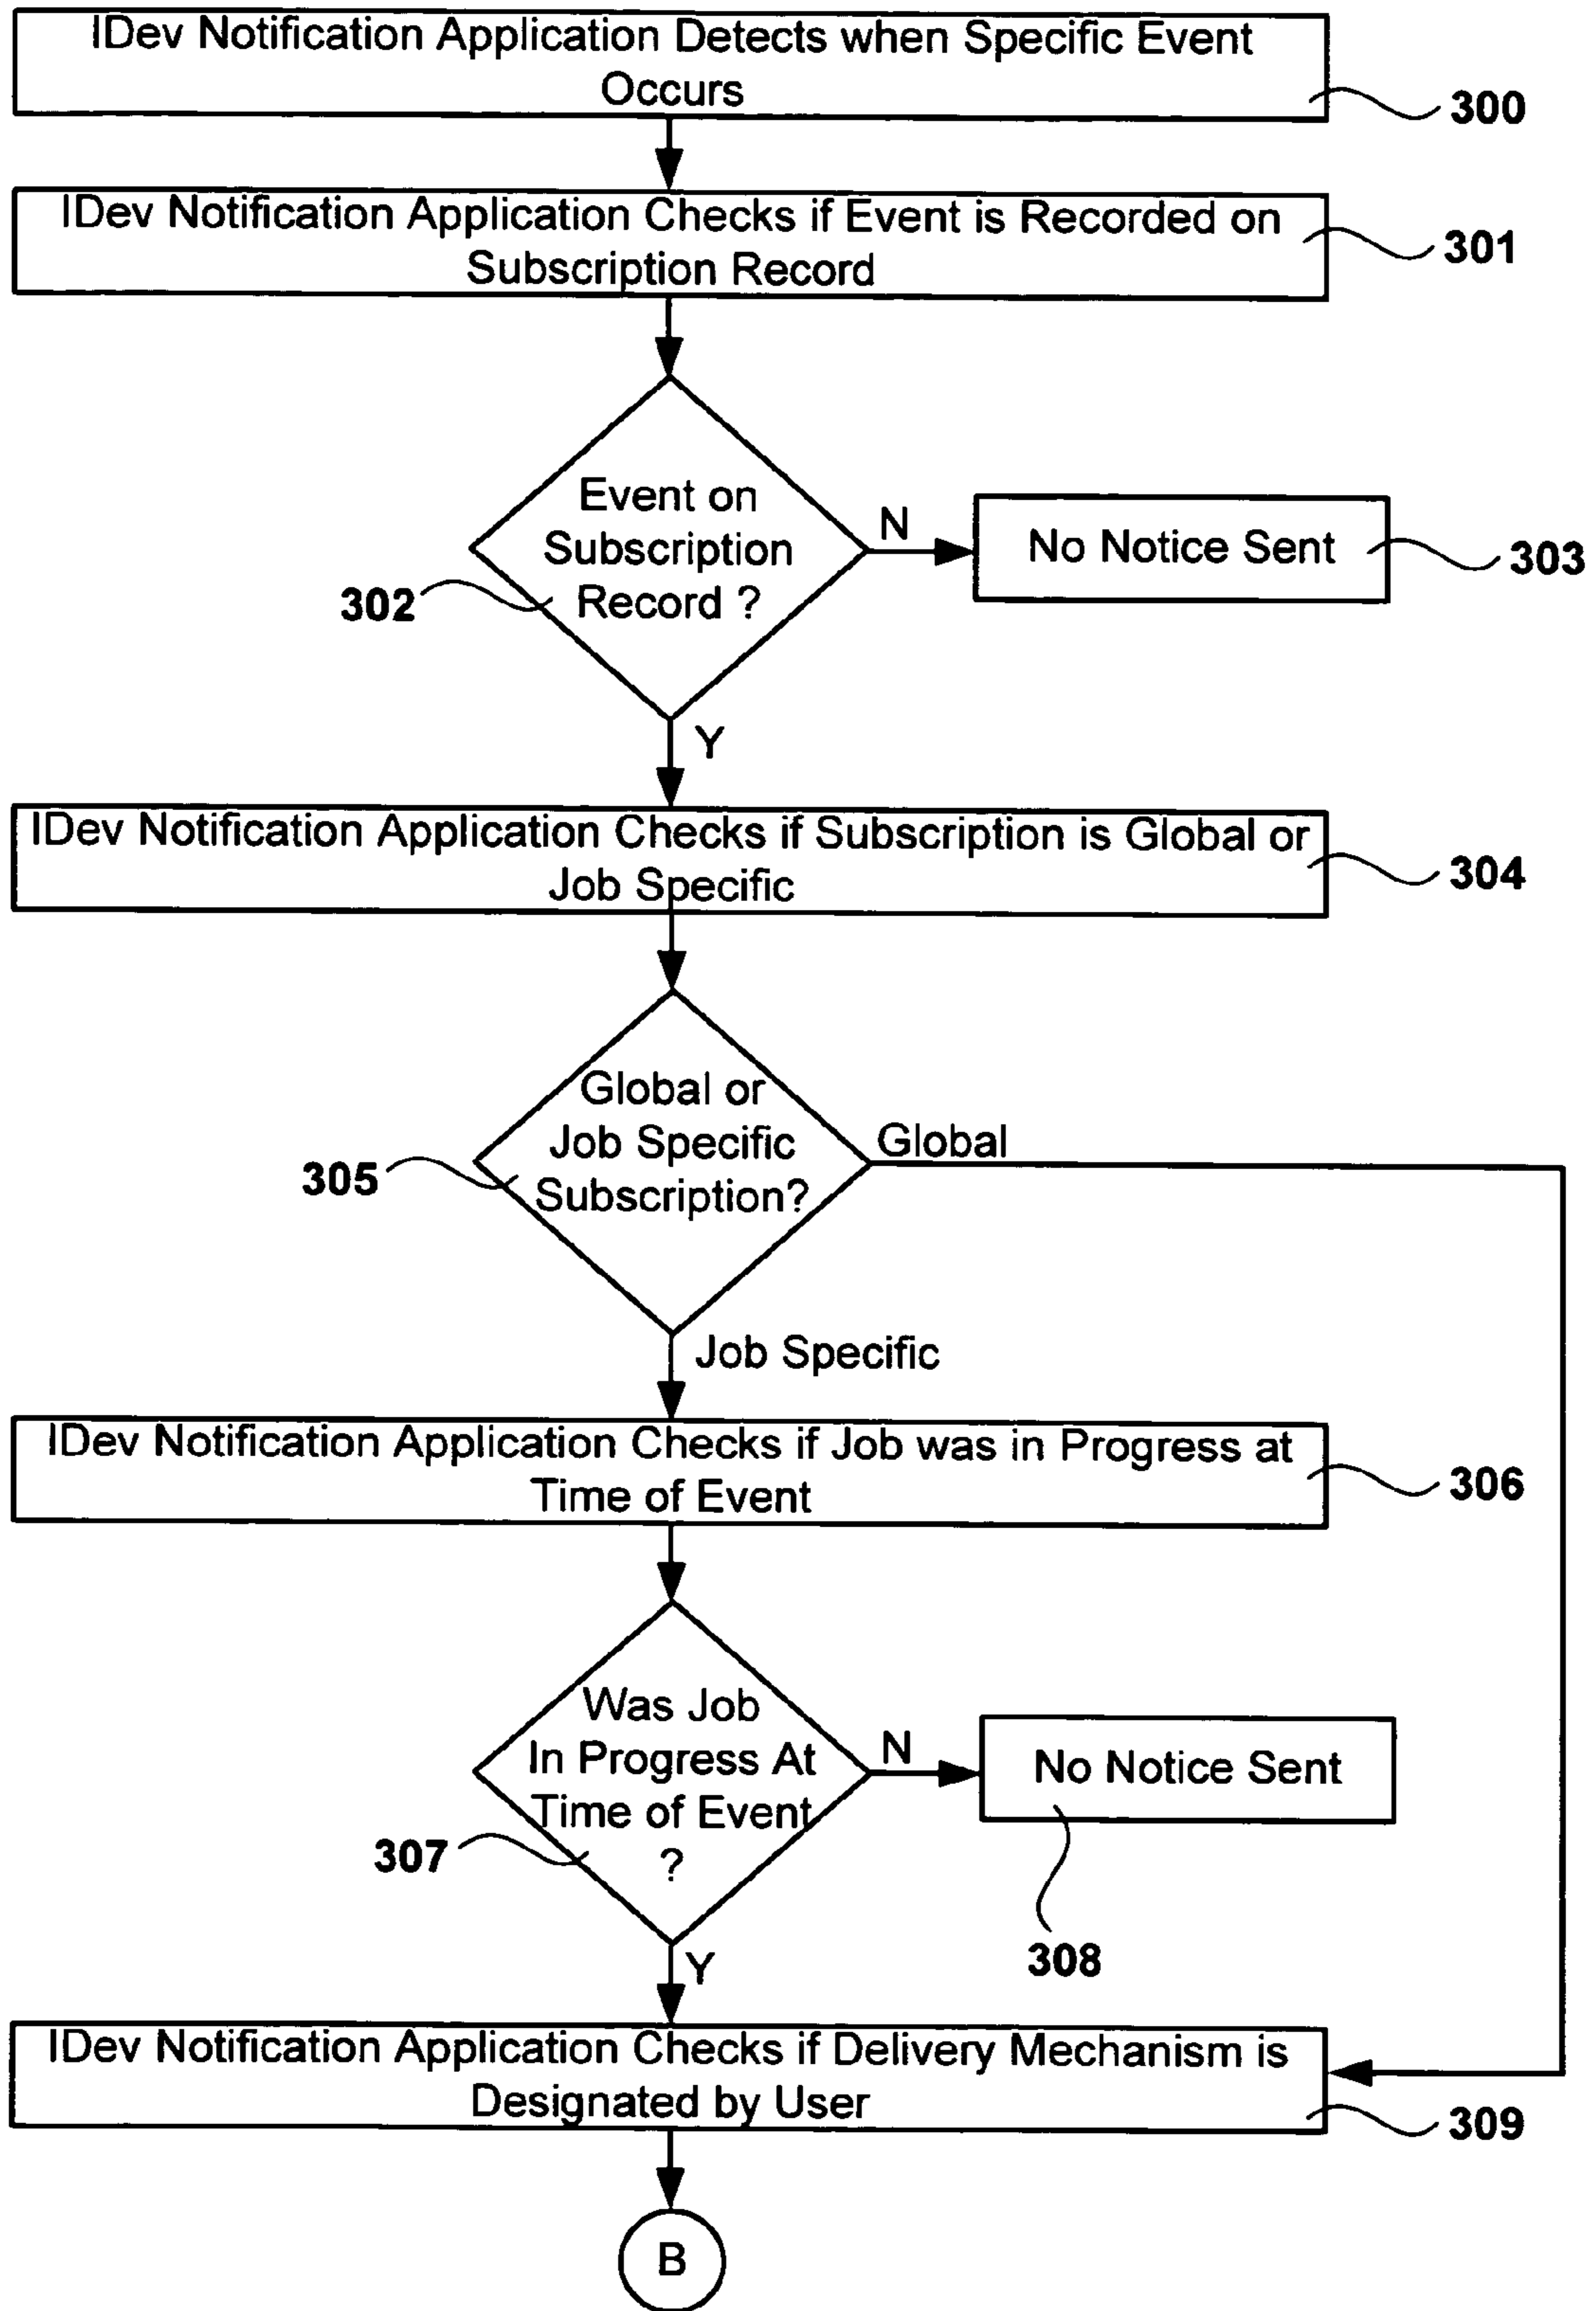 IDev Notification Application Detects when Specific Event
Occurs
300
IDev Notification Application Checks if Event is Recorded on
Subscription Record
301
Event on
Subscription
Record ?
302
N
No Notice Sent
303
Y
IDev Notification Application Checks if Subscription is Global or
Job Specific
304
Global or
Job Specific
Subscription?
305
Global
Job Specific
IDev Notification Application Checks if Job was in Progress at
Time of Event
306
Was Job
In Progress At
Time of Event
?
307
N
No Notice Sent
308
Y
IDev Notification Application Checks if Delivery Mechanism is
Designated by User
309
B